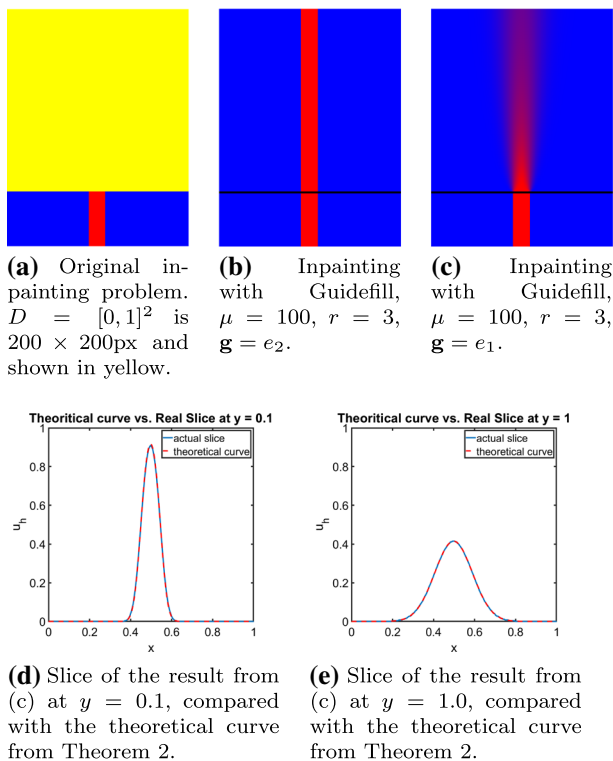 (a) Original in-
painting problem.
D = [0, 1]² is
200 × 200px and
shown in yellow.
(b) Inpainting
with Guidefill,
μ = 100, r = 3,
g = e₂.
(c) Inpainting
with Guidefill,
μ = 100, r = 3,
g = e₁.
Theoritical curve vs. Real Slice at y = 0.1
1
0.8
0.6
0.4
0.2
0
u_h
actual slice
theoretical curve
0 0.2 0.4 0.6 0.8 1
x
Theoritical curve vs. Real Slice at y = 1
1
0.8
0.6
0.4
0.2
0
u_h
actual slice
theoretical curve
0 0.2 0.4 0.6 0.8 1
x
(d) Slice of the result from
(c) at y = 0.1, compared
with the theoretical curve
from Theorem 2.
(e) Slice of the result from
(c) at y = 1.0, compared
with the theoretical curve
from Theorem 2.